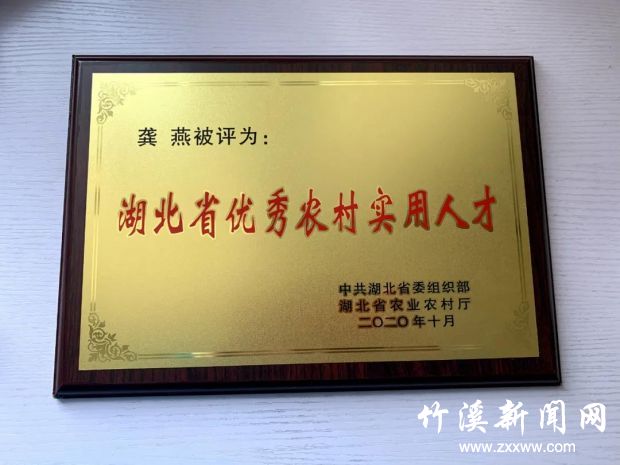 龚 燕被评为：
湖北省优秀农村实用人才
中共湖北省委组织部
湖北省农业农村厅
二〇二〇年十月
竹溪新闻网
www.zxxww.com